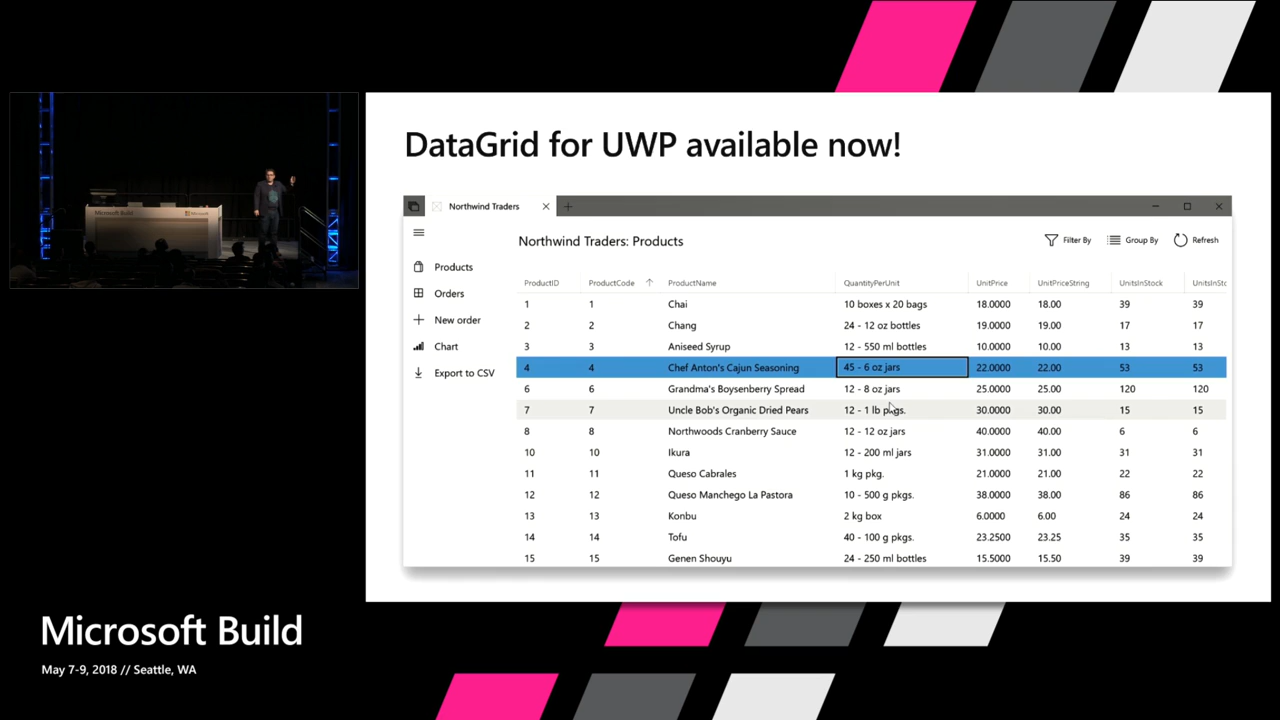 DataGrid for UWP available now!
Northwind Traders
Northwind Traders: Products
Filter By
Group By
Refresh
Products
Orders
New order
Chart
Export to CSV
ProductID ProductCode ProductName QuantityPerUnit UnitPrice UnitPriceString UnitsInStock UnitsInStc
1 1 Chai 10 boxes x 20 bags 18.0000 18.00 39 39
2 2 Chang 24 - 12 oz bottles 19.0000 19.00 17 17
3 3 Aniseed Syrup 12 - 550 ml bottles 10.0000 10.00 13 13
4 4 Chef Anton's Cajun Seasoning 45 - 6 oz jars 22.0000 22.00 53 53
6 6 Grandma's Boysenberry Spread 12 - 8 oz jars 25.0000 25.00 120 120
7 7 Uncle Bob's Organic Dried Pears 12 - 1 lb pkgs. 30.0000 30.00 15 15
8 8 Northwoods Cranberry Sauce 12 - 12 oz jars 40.0000 40.00 6 6
10 10 Ikura 12 - 200 ml jars 31.0000 31.00 31 31
11 11 Queso Cabrales 1 kg pkg. 21.0000 21.00 22 22
12 12 Queso Manchego La Pastora 10 - 500 g pkgs. 38.0000 38.00 86 86
13 13 Konbu 2 kg box 6.0000 6.00 24 24
14 14 Tofu 40 - 100 g pkgs. 23.2500 23.25 35 35
15 15 Genen Shouyu 24 - 250 ml bottles 15.5000 15.50 39 39
Microsoft Build
Microsoft
Microsoft Build
May 7-9, 2018 // Seattle, WA